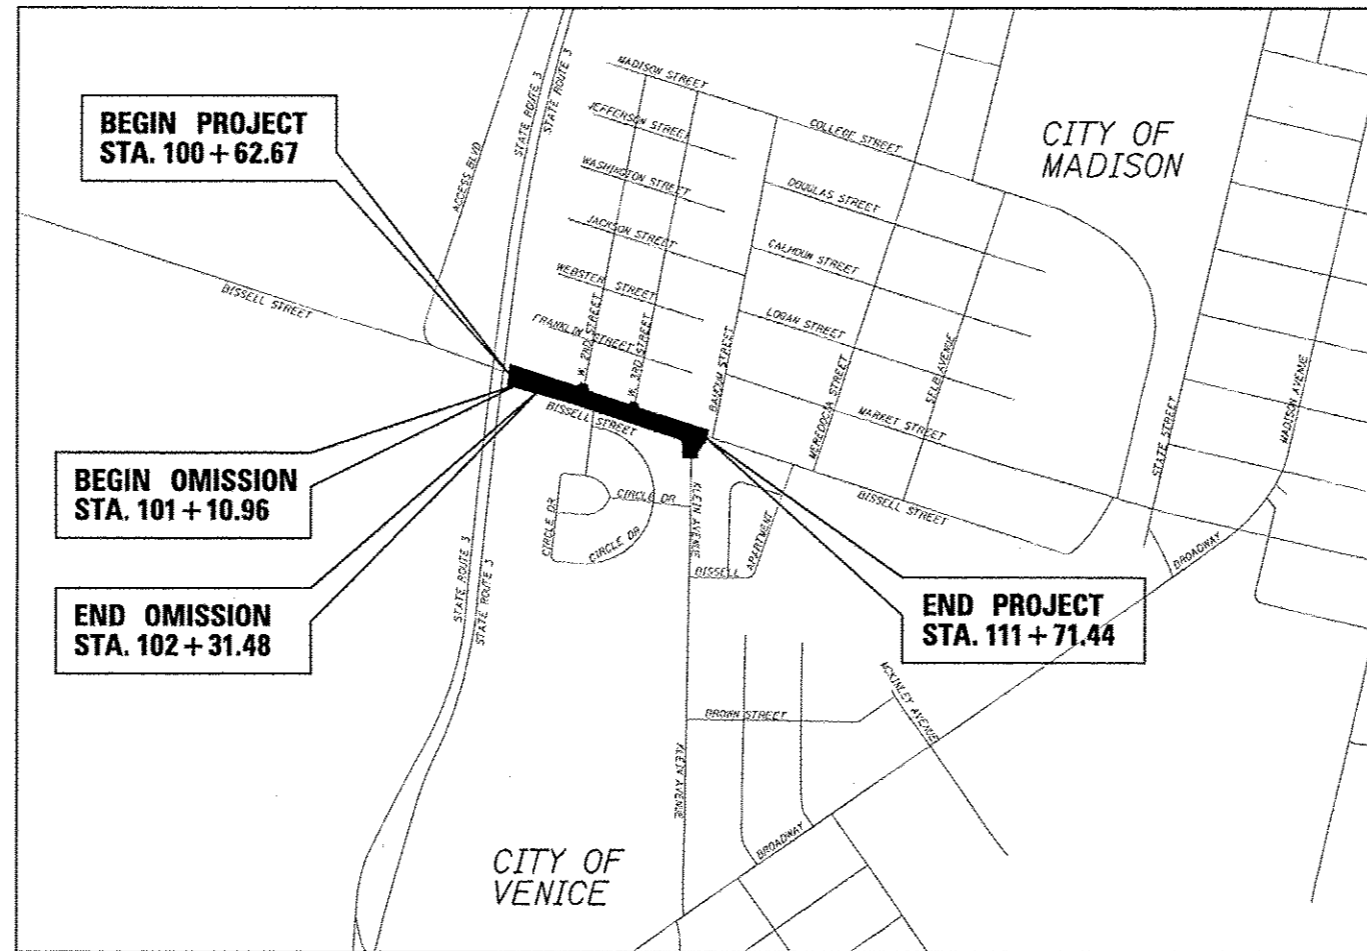 MADISON STREET
STATE ROUTE 3
STATE ROUTE 3
BEGIN PROJECT
STA. 100+62.67
JEFFERSON STREET
COLLEGE STREET
CITY OF
MADISON
ACCESS BLVD
WASHINGTON STREET
DOUGLAS STREET
JACKSON STREET
CALHOUN STREET
WEBSTER STREET
BISSELL STREET
FRANKLIN STREET
W. 2ND STREET
W. 3RD STREET
LOGAN STREET
BAUCUM STREET
MEREDOCIA STREET
SELB AVENUE
MADISON AVENUE
MARKET STREET
STATE STREET
BISSELL STREET
BEGIN OMISSION
STA. 101+10.96
CIRCLE DR
CIRCLE DR
CIRCLE DR
KLEIN AVENUE
BISSELL STREET
BISSELL
APARTMENT
BROADWAY
STATE ROUTE 3
STATE ROUTE 3
END OMISSION
STA. 102+31.48
END PROJECT
STA. 111+71.44
MCKINLEY AVENUE
BROWN STREET
KLEIN AVENUE
BROADWAY
CITY OF
VENICE